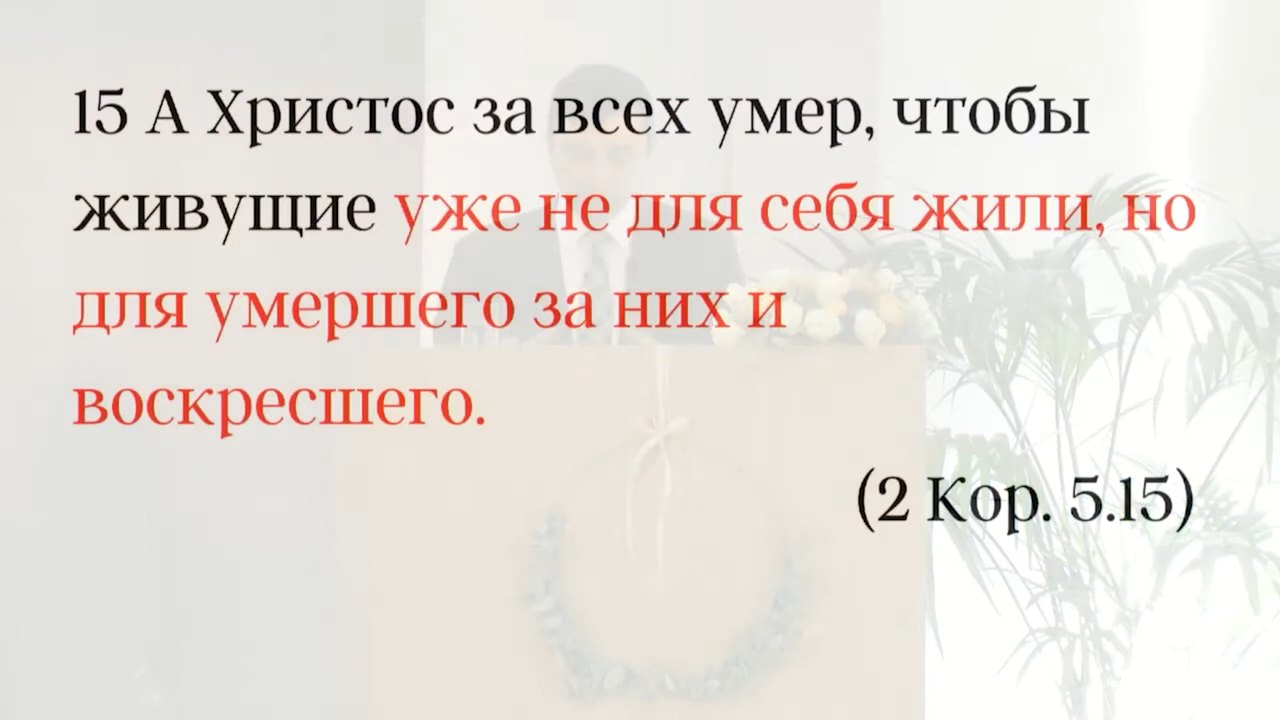 15 А Христос за всех умер, чтобы
живущие уже не для себя жили, но
для умершего за них и
воскресшего.
(2 Кор. 5.15)